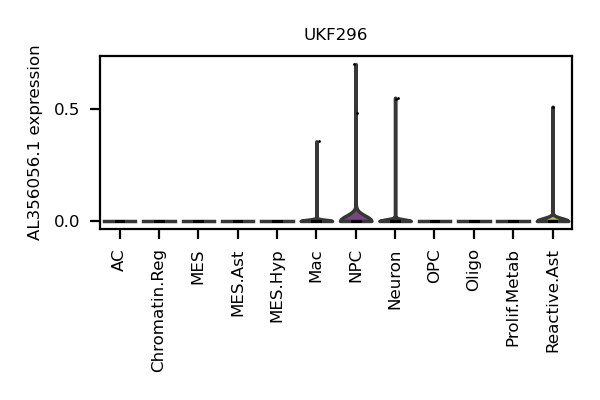 UKF296
AL356056.1 expression
0.5
0.0
AC
Chromatin.Reg
MES
MES.Ast
MES.Hyp
Mac
NPC
Neuron
OPC
Oligo
Prolif.Metab
Reactive.Ast